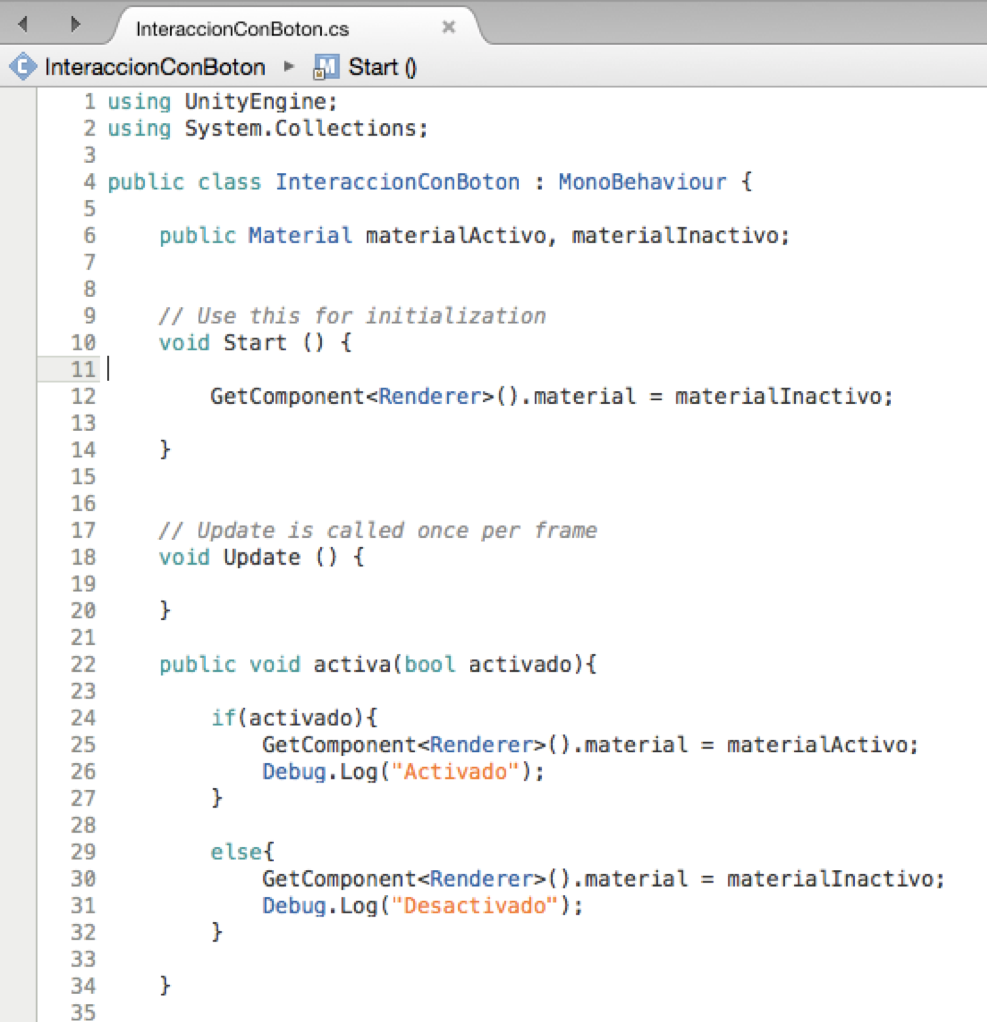 InteraccionConBoton.cs
InteraccionConBoton ▸ Start ()
1 using UnityEngine;
2 using System.Collections;
3
4 public class InteraccionConBoton : MonoBehaviour {
5
6     public Material materialActivo, materialInactivo;
7
8
9     // Use this for initialization
10     void Start () {
11
12         GetComponent<Renderer>().material = materialInactivo;
13
14     }
15
16
17     // Update is called once per frame
18     void Update () {
19
20     }
21
22     public void activa(bool activado){
23
24         if(activado){
25             GetComponent<Renderer>().material = materialActivo;
26             Debug.Log("Activado");
27         }
28
29         else{
30             GetComponent<Renderer>().material = materialInactivo;
31             Debug.Log("Desactivado");
32         }
33
34     }
35